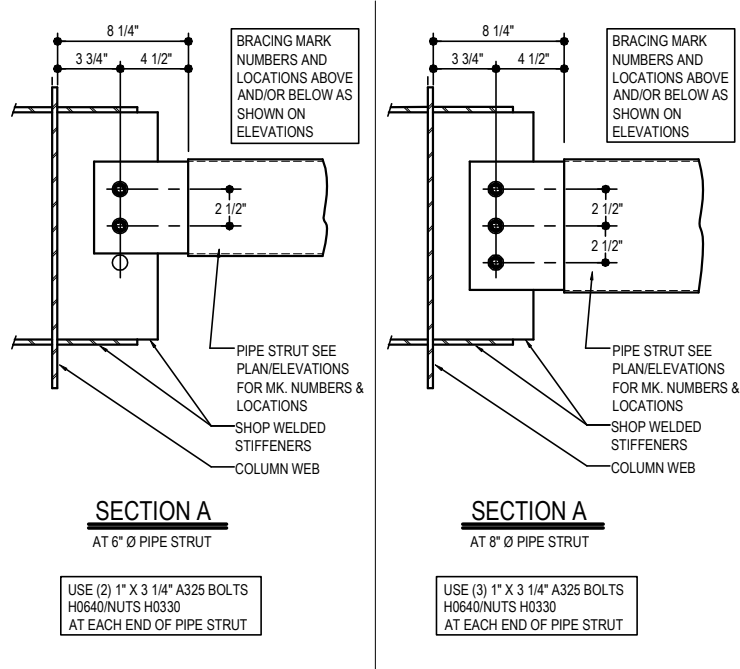 8 1/4"
3 3/4"
4 1/2"
BRACING MARK
NUMBERS AND
LOCATIONS ABOVE
AND/OR BELOW AS
SHOWN ON
ELEVATIONS
2 1/2"
PIPE STRUT SEE
PLAN/ELEVATIONS
FOR MK. NUMBERS &
LOCATIONS
SHOP WELDED
STIFFENERS
COLUMN WEB
SECTION A
AT 6" Ø PIPE STRUT
USE (2) 1" X 3 1/4" A325 BOLTS
H0640/NUTS H0330
AT EACH END OF PIPE STRUT
8 1/4"
3 3/4"
4 1/2"
BRACING MARK
NUMBERS AND
LOCATIONS ABOVE
AND/OR BELOW AS
SHOWN ON
ELEVATIONS
2 1/2"
2 1/2"
PIPE STRUT SEE
PLAN/ELEVATIONS
FOR MK. NUMBERS &
LOCATIONS
SHOP WELDED
STIFFENERS
COLUMN WEB
SECTION A
AT 8" Ø PIPE STRUT
USE (3) 1" X 3 1/4" A325 BOLTS
H0640/NUTS H0330
AT EACH END OF PIPE STRUT